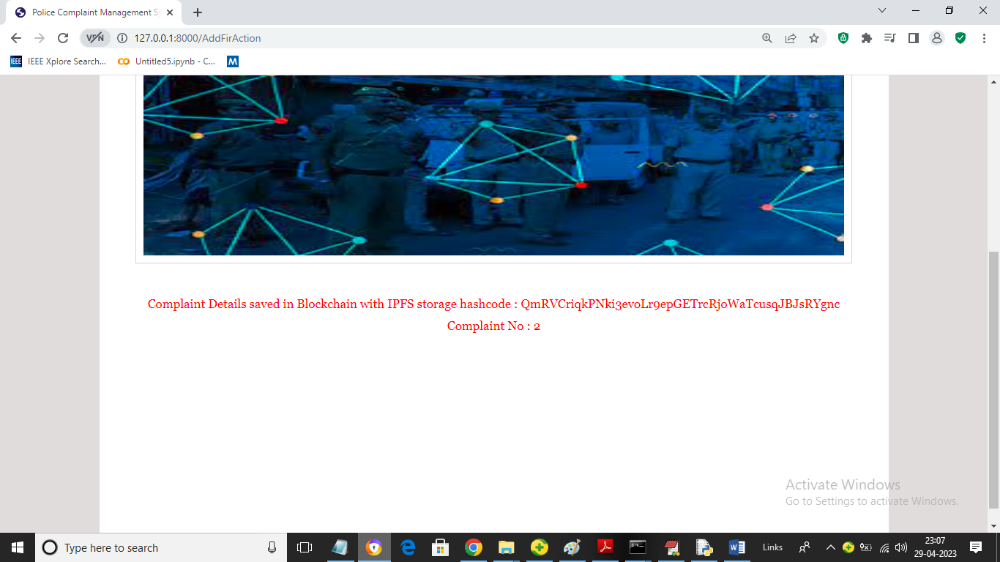 Police Complaint Management S
VPN
127.0.0.1:8000/AddFirAction
IEEE
IEEE Xplore Search...
Untitled5.ipynb - C...
M
Complaint Details saved in Blockchain with IPFS storage hashcode : QmRVCriqkPNki3evoLr9epGETrcRjoWaTcusqJBJsRYgnc
Complaint No : 2
Activate Windows
Go to Settings to activate Windows.
Type here to search
Links
23:07
29-04-2023